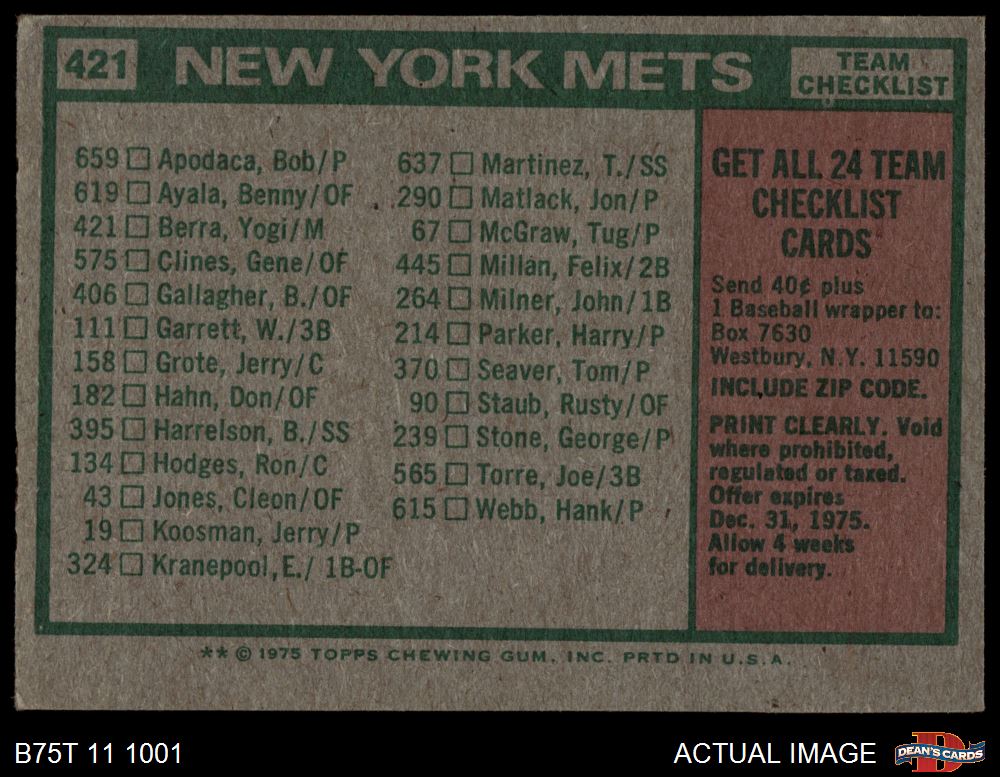 421 NEW YORK METS TEAM CHECKLIST
659 Apodaca, Bob/P
619 Ayala, Benny/OF
421 Berra, Yogi/M
575 Clines, Gene/OF
406 Gallagher, B./OF
111 Garrett, W./3B
158 Grote, Jerry/C
182 Hahn, Don/OF
395 Harrelson, B./SS
134 Hodges, Ron/C
43 Jones, Cleon/OF
19 Koosman, Jerry/P
324 Kranepool, E./ 1B-OF
637 Martinez, T./SS
290 Matlack, Jon/P
67 McGraw, Tug/P
445 Millan, Felix/2B
264 Milner, John/1B
214 Parker, Harry/P
370 Seaver, Tom/P
90 Staub, Rusty/OF
239 Stone, George/P
565 Torre, Joe/3B
615 Webb, Hank/P
GET ALL 24 TEAM
CHECKLIST
CARDS
Send 40¢ plus
1 Baseball wrapper to:
Box 7630
Westbury, N.Y. 11590
INCLUDE ZIP CODE.
PRINT CLEARLY. Void
where prohibited,
regulated or taxed.
Offer expires
Dec. 31, 1975.
Allow 4 weeks
for delivery.
** © 1975 TOPPS CHEWING GUM, INC. PRTD IN U.S.A.
B75T 11 1001
ACTUAL IMAGE
D
DEAN'S CARDS